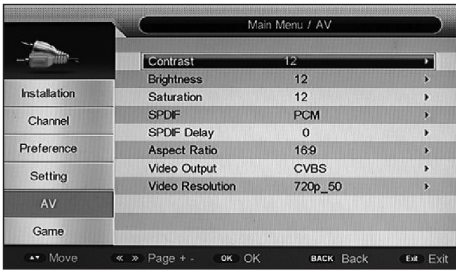 Main Menu / AV
Contrast 12
Brightness 12
Saturation 12
SPDIF PCM
SPDIF Delay 0
Aspect Ratio 16:9
Video Output CVBS
Video Resolution 720p_50
Installation
Channel
Preference
Setting
AV
Game
Move Page + - OK OK BACK Back Exit Exit